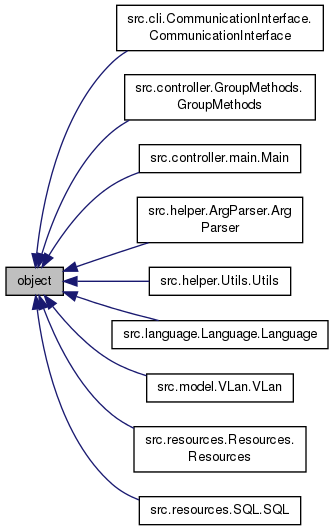 src.cli.CommunicationInterface.
CommunicationInterface
src.controller.GroupMethods.
GroupMethods
src.controller.main.Main
src.helper.ArgParser.Arg
Parser
object
src.helper.Utils.Utils
src.language.Language.Language
src.model.VLan.VLan
src.resources.Resources.
Resources
src.resources.SQL.SQL